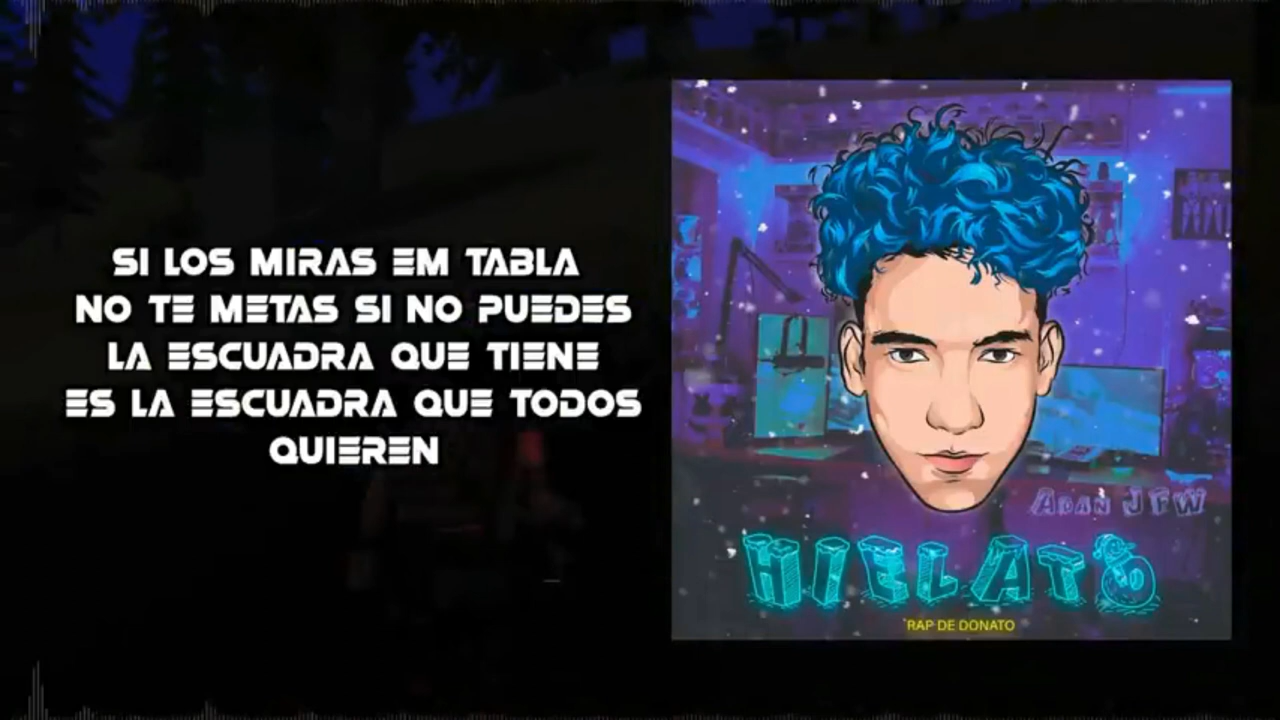 SI LOS MIRAS EM TABLA
NO TE METAS SI NO PUEDES
LA ESCUADRA QUE TIENE
ES LA ESCUADRA QUE TODOS
QUIEREN
ADAN JFW
HIELATO
RAP DE DONATO